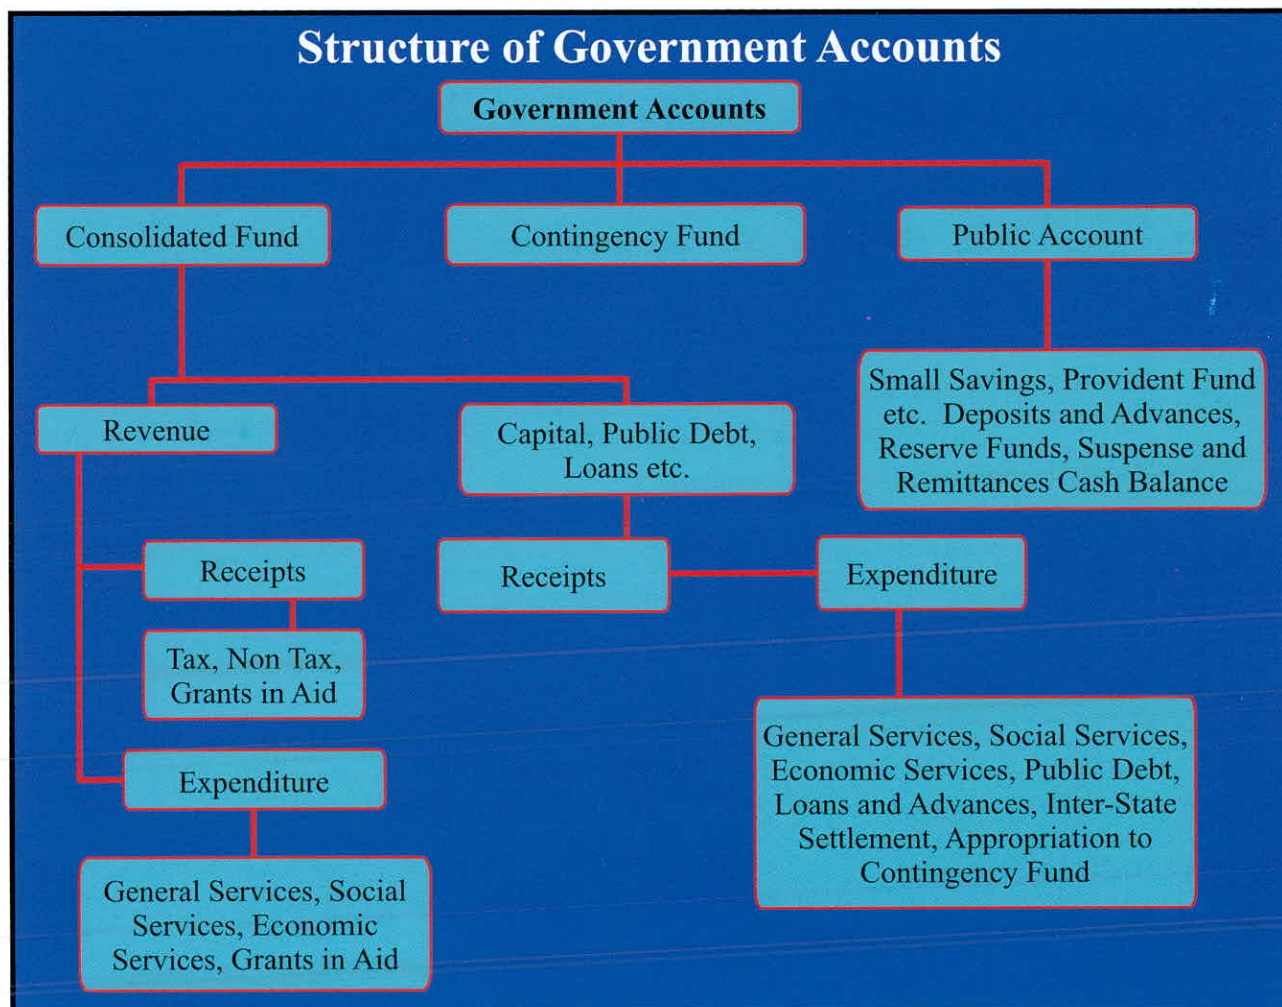 Structure of Government Accounts
Government Accounts
Consolidated Fund
Contingency Fund
Public Account
Small Savings, Provident Fund
etc. Deposits and Advances,
Reserve Funds, Suspense and
Remittances Cash Balance
Revenue
Capital, Public Debt,
Loans etc.
Receipts
Receipts
Expenditure
Tax, Non Tax,
Grants in Aid
Expenditure
General Services, Social Services,
Economic Services, Public Debt,
Loans and Advances, Inter-State
Settlement, Appropriation to
Contingency Fund
General Services, Social
Services, Economic
Services, Grants in Aid